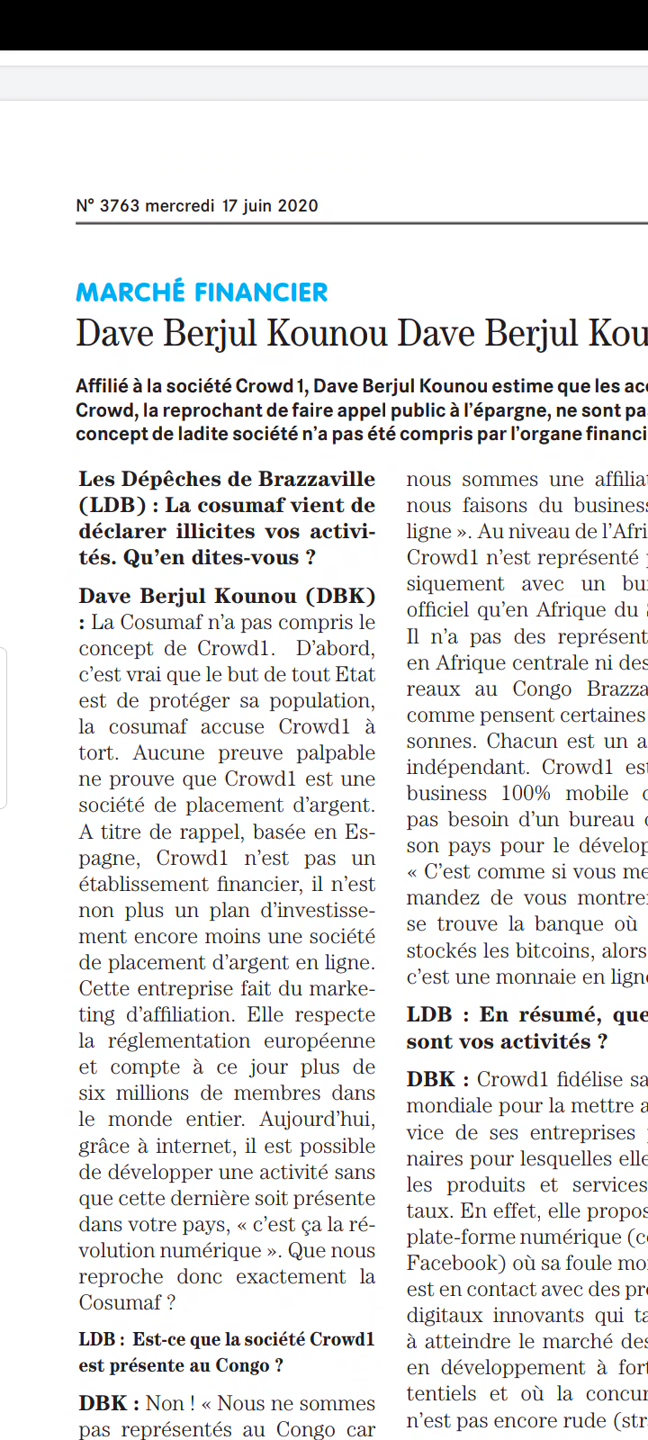 N° 3763 mercredi 17 juin 2020
MARCHÉ FINANCIER
Dave Berjul Kounou Dave Berjul
Affilié à la société Crowd 1, Dave Berjul Kounou estime que les
Crowd, la reprochant de faire appel public à l'épargne, ne sont
concept de ladite société n'a pas été compris par l'organe
Les Dépêches de Brazzaville
(LDB) : La cosumaf vient de
déclarer illicites vos activi-
tés. Qu'en dites-vous ?
Dave Berjul Kounou (DBK)
: La Cosumaf n'a pas compris le
concept de Crowd1. D'abord,
c'est vrai que le but de tout Etat
est de protéger sa population,
la cosumaf accuse Crowd1 à
tort. Aucune preuve palpable
ne prouve que Crowd1 est une
société de placement d'argent.
A titre de rappel, basée en Es-
pagne, Crowd1 n'est pas un
établissement financier, il n'est
non plus un plan d'investisse-
ment encore moins une société
de placement d'argent en ligne.
Cette entreprise fait du marke-
ting d'affiliation. Elle respecte
la réglementation européenne
et compte à ce jour plus de
six millions de membres dans
le monde entier. Aujourd'hui,
grâce à internet, il est possible
de développer une activité sans
que cette dernière soit présente
dans votre pays, « c'est ça la ré-
volution numérique ». Que nous
reproche donc exactement la
Cosumaf ?
LDB : Est-ce que la société Crowd1
est présente au Congo ?
DBK : Non ! « Nous ne sommes
pas représentés au Congo car
nous sommes une
nous faisons du business
ligne ». Au niveau de
Crowd1 n'est représenté
siquement avec un
officiel qu'en Afrique du
Il n'a pas des
en Afrique centrale ni des
reaux au Congo
comme pensent certaines
sonnes. Chacun est un
indépendant. Crowd1
business 100% mobile
pas besoin d'un bureau
son pays pour le
« C'est comme si vous
mandez de vous
se trouve la banque où
stockés les bitcoins, alors
c'est une monnaie en
LDB : En résumé,
sont vos activités ?
DBK : Crowd1 fidélise
mondiale pour la mettre
vice de ses entreprises
naires pour lesquelles
les produits et services
taux. En effet, elle
plate-forme numérique
Facebook) où sa foule
est en contact avec des
digitaux innovants qui
à atteindre le marché des
en développement à
tentiels et où la
n'est pas encore rude